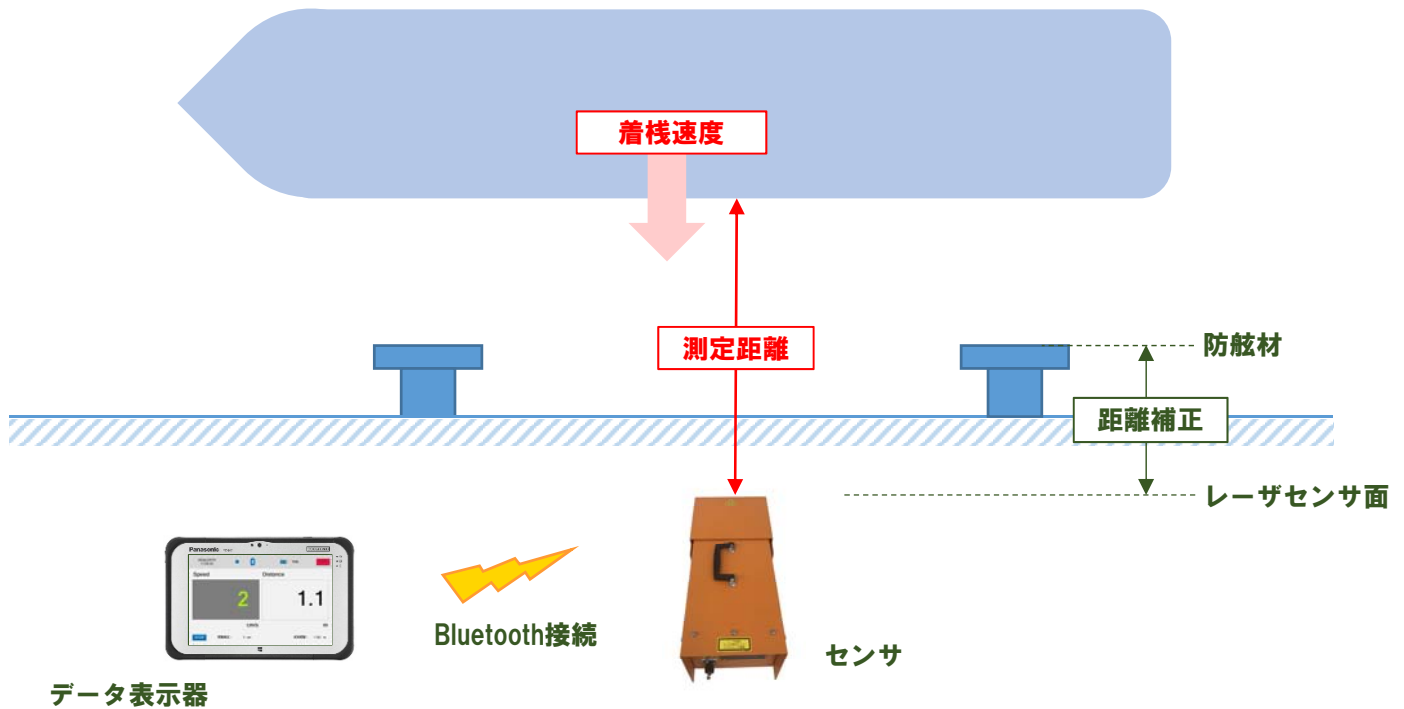 着桟速度
測定距離
防舷材
距離補正
レーザセンサ面
Panasonic
Speed
Distance
2
1.1
Bluetooth接続
センサ
データ表示器